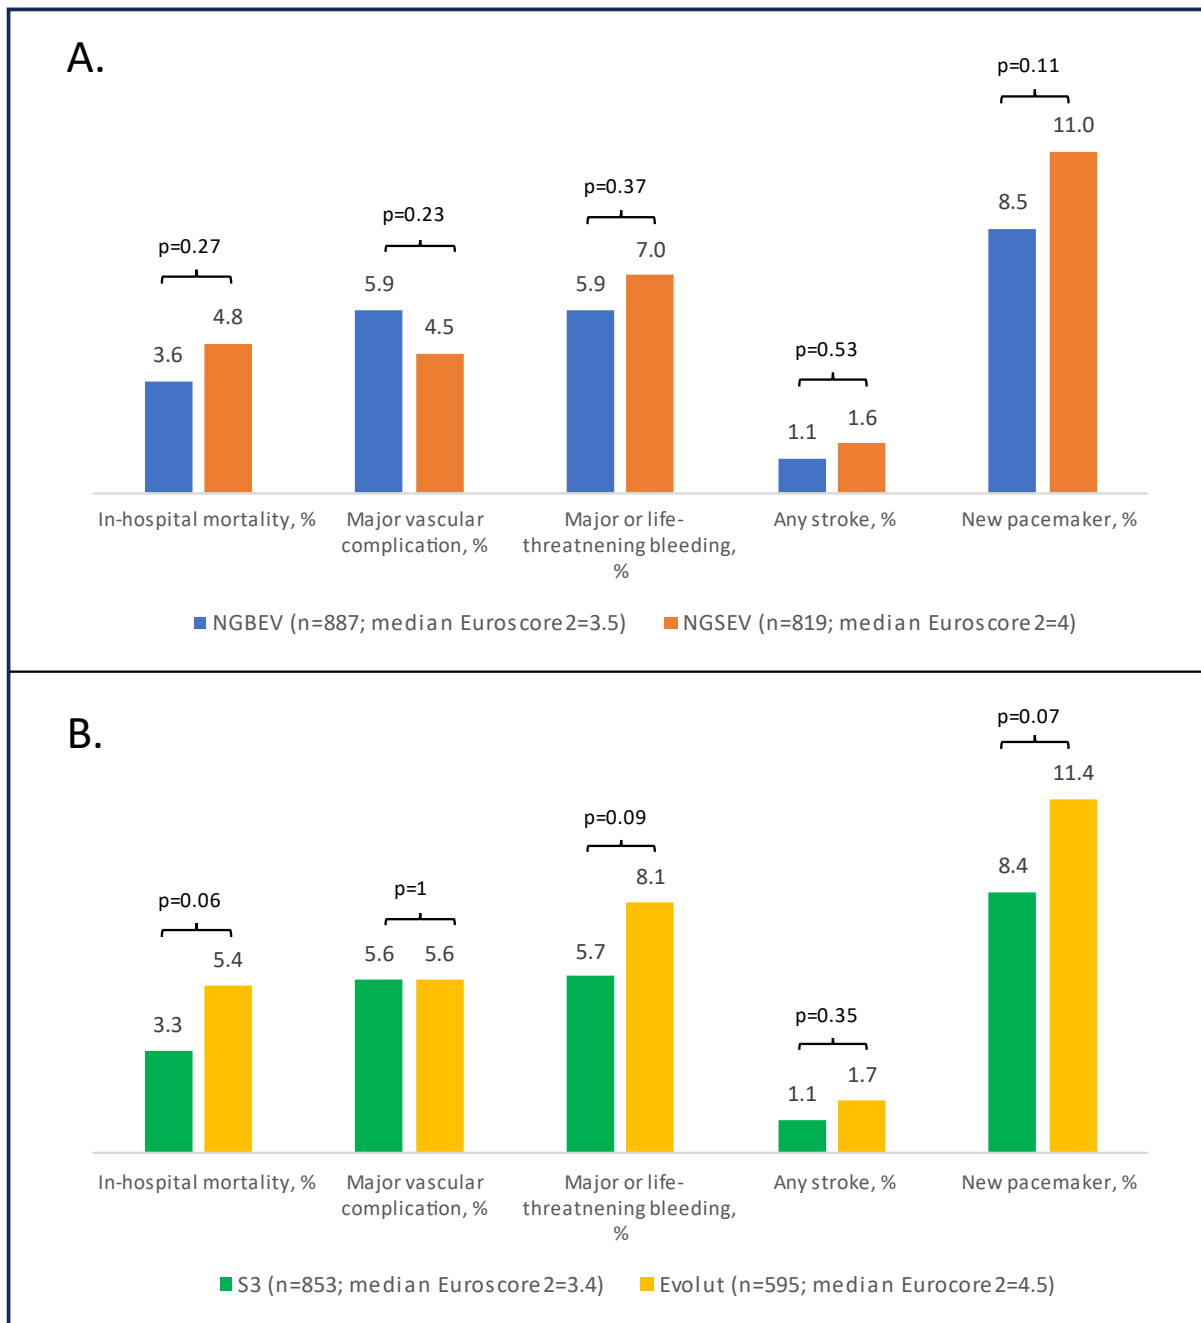 A.
p=0.11
11.0
p=0.37
8.5
p=0.23
7.0
p=0.27
5.9
5.9
4.8
4.5
3.6
p=0.53
1.6
1.1
In-hospital mortality, %
Major vascular
complication, %
Major or life-
threatnening bleeding,
%
Any stroke, %
New pacemaker, %
NGBEV (n=887; median Euroscore2=3.5)
NGSEV (n=819; median Euroscore2=4)
B.
p=0.07
11.4
p=0.09
8.4
8.1
p=0.06
p=1
5.4
5.6
5.6
5.7
3.3
p=0.35
1.7
1.1
In-hospital mortality, %
Major vascular
complication, %
Major or life-
threatnening bleeding,
%
Any stroke, %
New pacemaker, %
S3 (n=853; median Euroscore2=3.4)
Evolut (n=595; median Eurocore2=4.5)